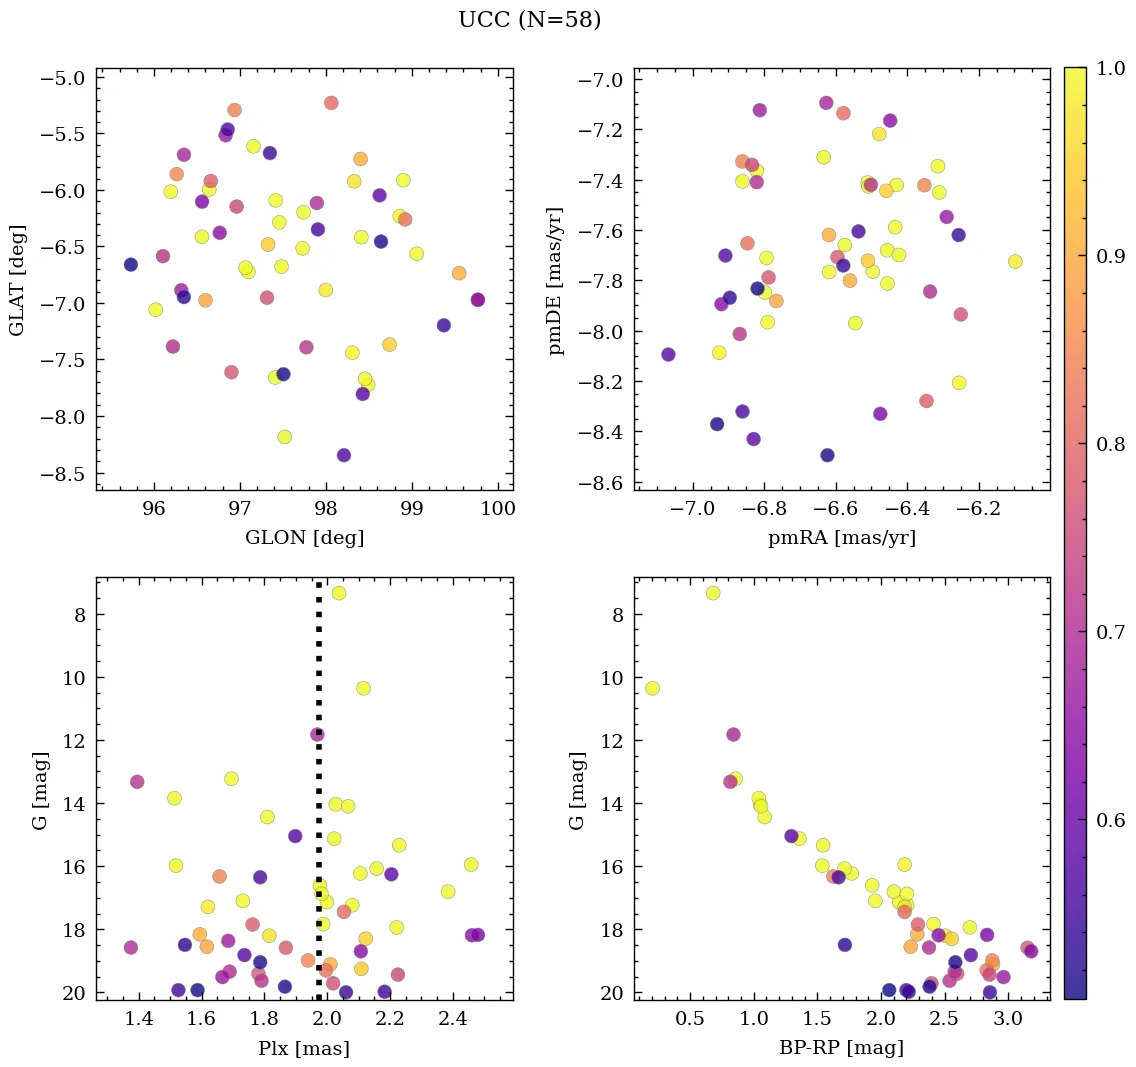 UCC (N=58)
−5.0
−5.5
−6.0
−6.5
−7.0
−7.5
−8.0
−8.5
GLAT [deg]
96 97 98 99 100
GLON [deg]
−7.0
−7.2
−7.4
−7.6
−7.8
−8.0
−8.2
−8.4
−8.6
pmDE [mas/yr]
−7.0 −6.8 −6.6 −6.4 −6.2
pmRA [mas/yr]
8
10
12
14
16
18
20
G [mag]
1.4 1.6 1.8 2.0 2.2 2.4
Plx [mas]
8
10
12
14
16
18
20
G [mag]
0.5 1.0 1.5 2.0 2.5 3.0
BP-RP [mag]
1.0
0.9
0.8
0.7
0.6